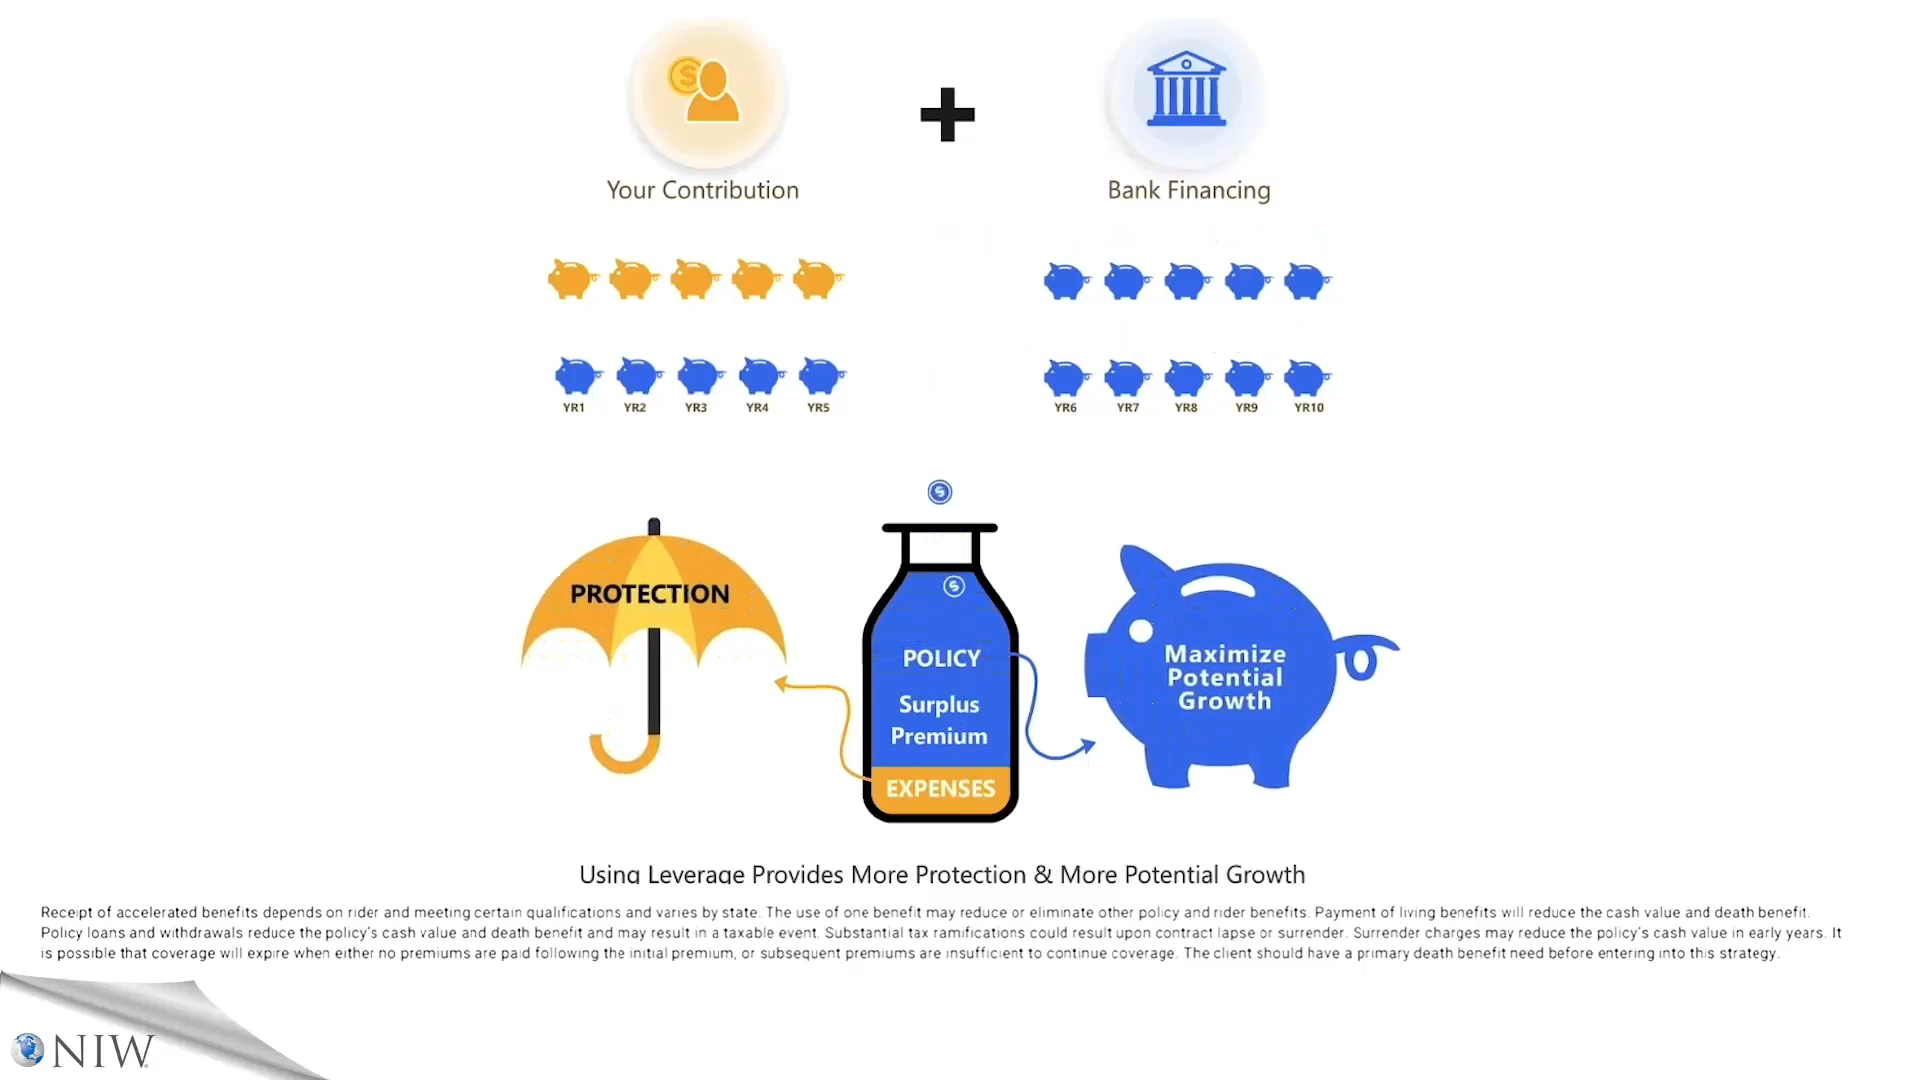 Your Contribution
Bank Financing
YR1 YR2 YR3 YR4 YR5
YR6 YR7 YR8 YR9 YR10
PROTECTION
POLICY
Surplus
Premium
EXPENSES
Maximize
Potential
Growth
Using Leverage Provides More Protection & More Potential Growth
Receipt of accelerated benefits depends on rider and meeting certain qualifications and varies by state. The use of one benefit may reduce or eliminate other policy and rider benefits. Payment of living benefits will reduce the cash value and death benefit.
Policy loans and withdrawals reduce the policy's cash value and death benefit and may result in a taxable event. Substantial tax ramifications could result upon contract lapse or surrender. Surrender charges may reduce the policy's cash value in early years. It
is possible that coverage will expire when either no premiums are paid following the initial premium, or subsequent premiums are insufficient to continue coverage. The client should have a primary death benefit need before entering into this strategy.
NIW